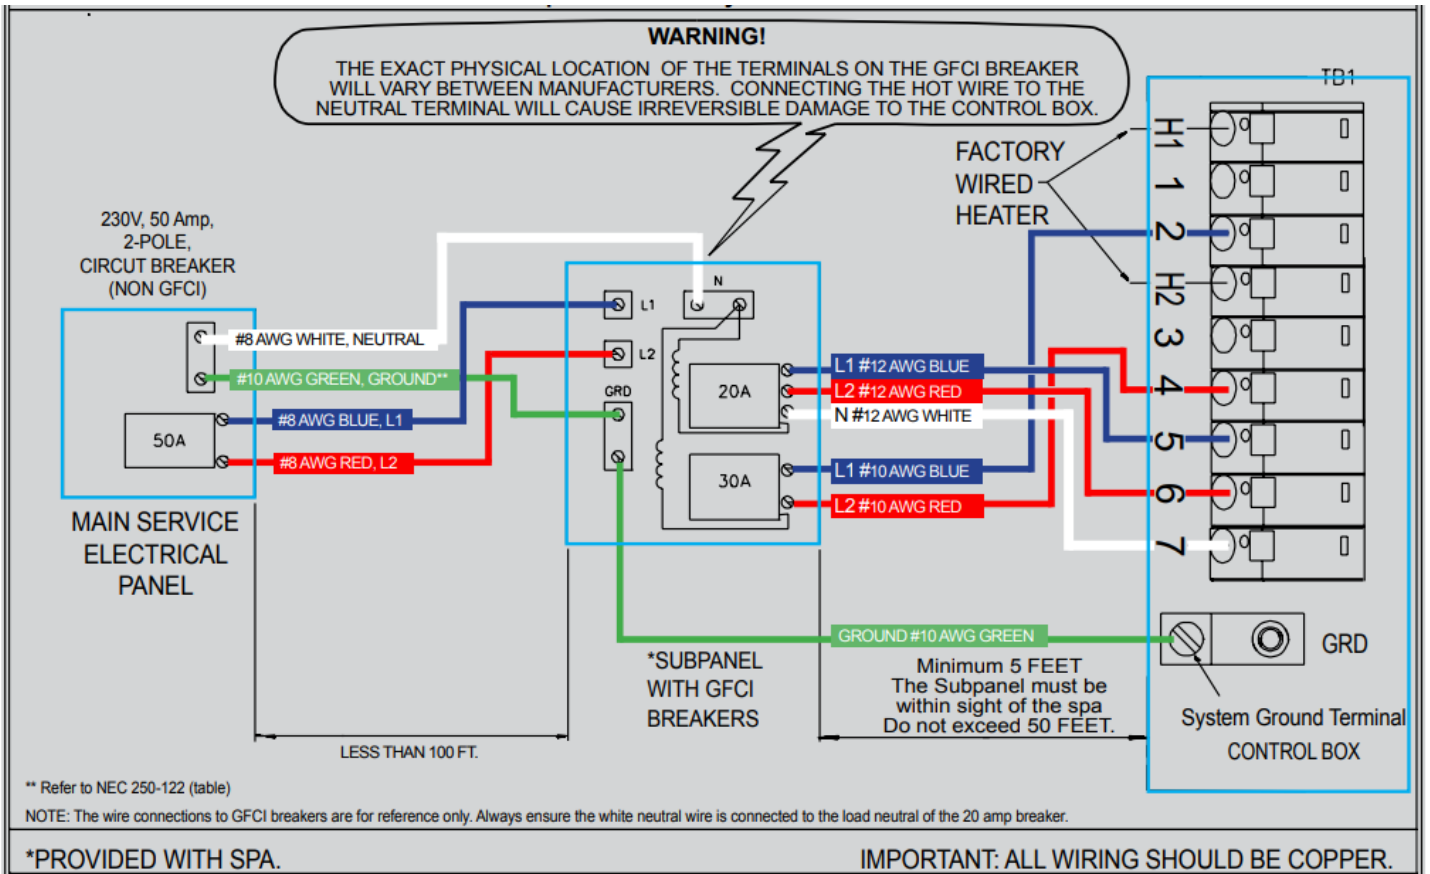 WARNING!
THE EXACT PHYSICAL LOCATION OF THE TERMINALS ON THE GFCI BREAKER
WILL VARY BETWEEN MANUFACTURERS. CONNECTING THE HOT WIRE TO THE
NEUTRAL TERMINAL WILL CAUSE IRREVERSIBLE DAMAGE TO THE CONTROL BOX.
TB1
FACTORY
WIRED
HEATER
H1
1
2
H2
3
4
5
6
7
230V, 50 Amp,
2-POLE,
CIRCUT BREAKER
(NON GFCI)
#8 AWG WHITE, NEUTRAL
#10 AWG GREEN, GROUND**
#8 AWG BLUE, L1
#8 AWG RED, L2
50A
MAIN SERVICE
ELECTRICAL
PANEL
N
L1
L2
GRD
20A
30A
L1 #12 AWG BLUE
L2 #12 AWG RED
N #12 AWG WHITE
L1 #10 AWG BLUE
L2 #10 AWG RED
GROUND #10 AWG GREEN
GRD
*SUBPANEL
WITH GFCI
BREAKERS
Minimum 5 FEET
The Subpanel must be
within sight of the spa
Do not exceed 50 FEET.
System Ground Terminal
CONTROL BOX
LESS THAN 100 FT.
** Refer to NEC 250-122 (table)
NOTE: The wire connections to GFCI breakers are for reference only. Always ensure the white neutral wire is connected to the load neutral of the 20 amp breaker.
*PROVIDED WITH SPA.
IMPORTANT: ALL WIRING SHOULD BE COPPER.